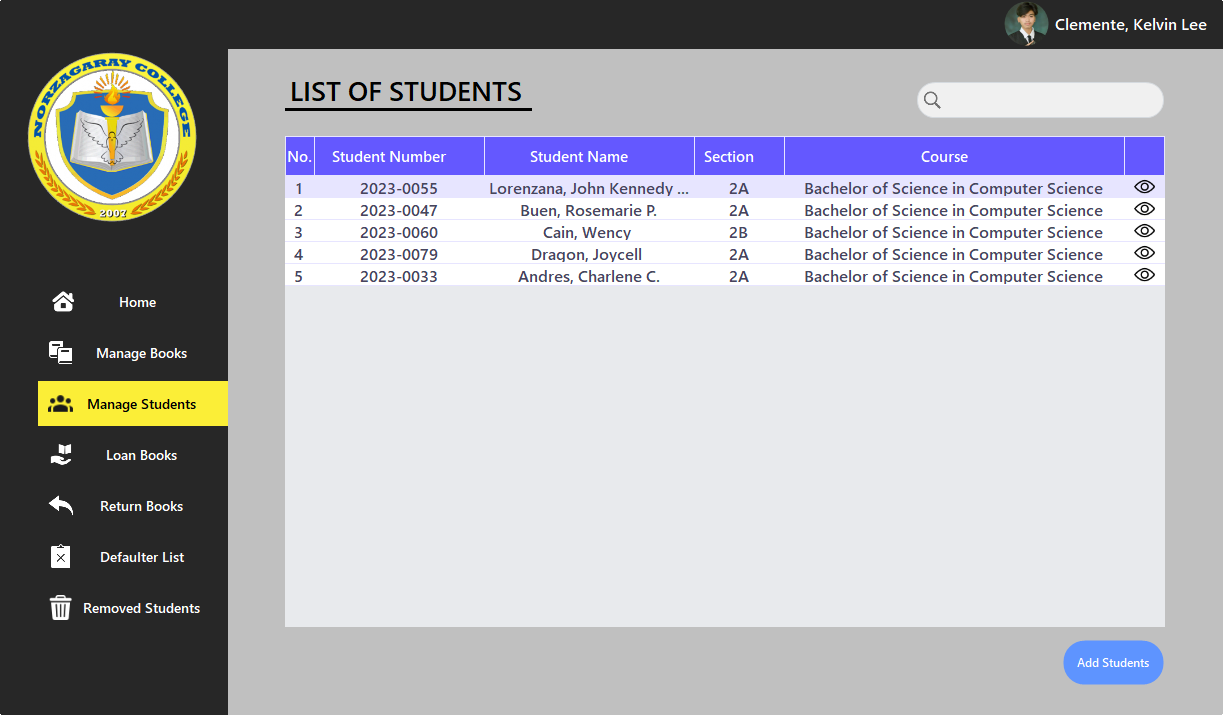 Clemente, Kelvin Lee
NORZAGARAY COLLEGE
2007
Home
Manage Books
Manage Students
Loan Books
Return Books
Defaulter List
Removed Students
LIST OF STUDENTS
No. Student Number Student Name Section Course
1 2023-0055 Lorenzana, John Kennedy ... 2A Bachelor of Science in Computer Science
2 2023-0047 Buen, Rosemarie P. 2A Bachelor of Science in Computer Science
3 2023-0060 Cain, Wency 2B Bachelor of Science in Computer Science
4 2023-0079 Dragon, Joycell 2A Bachelor of Science in Computer Science
5 2023-0033 Andres, Charlene C. 2A Bachelor of Science in Computer Science
Add Students